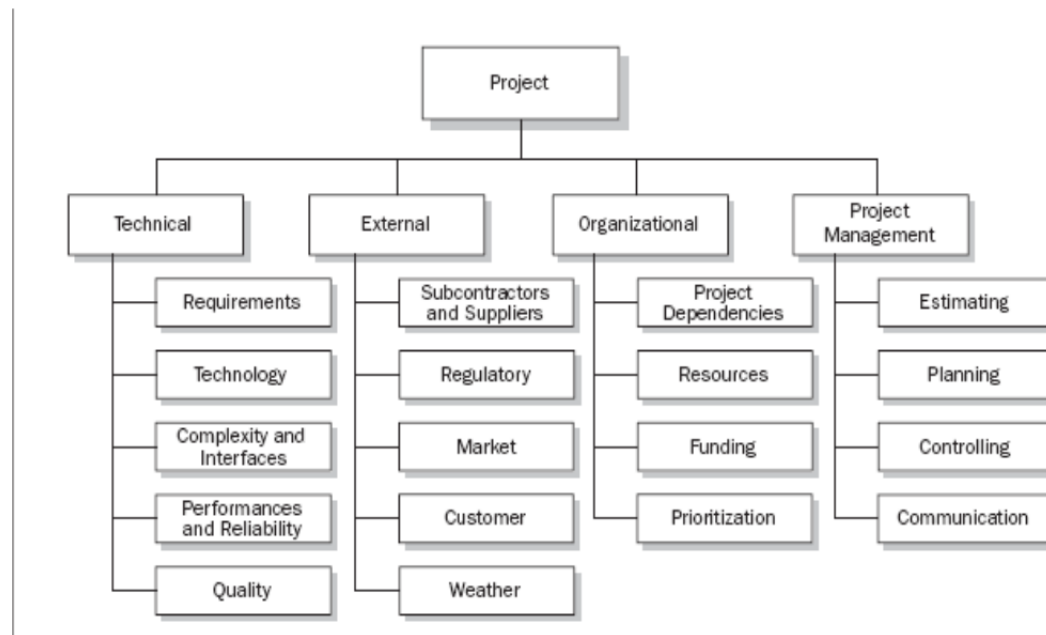 Project
Technical
External
Organizational
Project
Management
Requirements
Subcontractors
and Suppliers
Project
Dependencies
Estimating
Technology
Regulatory
Resources
Planning
Complexity and
Interfaces
Market
Funding
Controlling
Performances
and Reliability
Customer
Prioritization
Communication
Quality
Weather